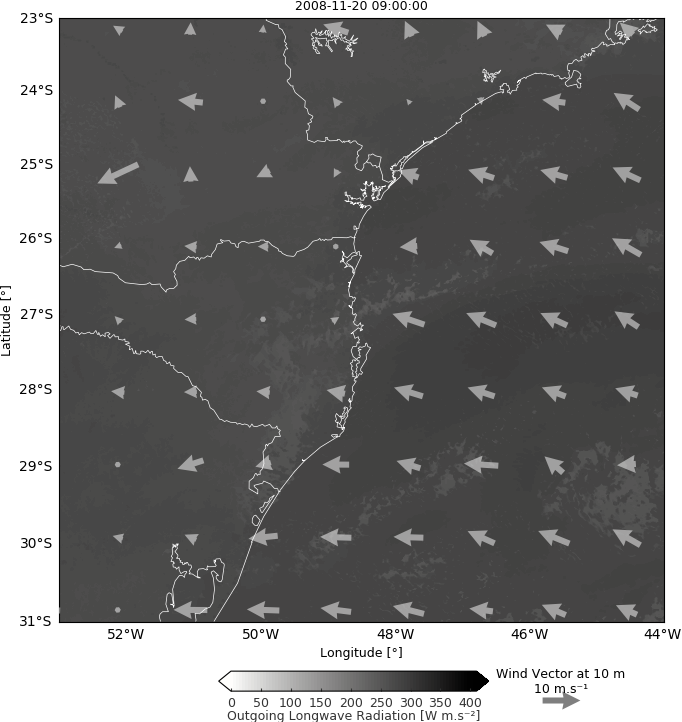 2008-11-20 09:00:00
23°S
24°S
25°S
26°S
27°S
28°S
29°S
30°S
31°S
Latitude [°]
52°W 50°W 48°W 46°W 44°W
Longitude [°]
0 50 100 150 200 250 300 350 400
Outgoing Longwave Radiation [W m.s⁻²]
Wind Vector at 10 m
10 m.s⁻¹